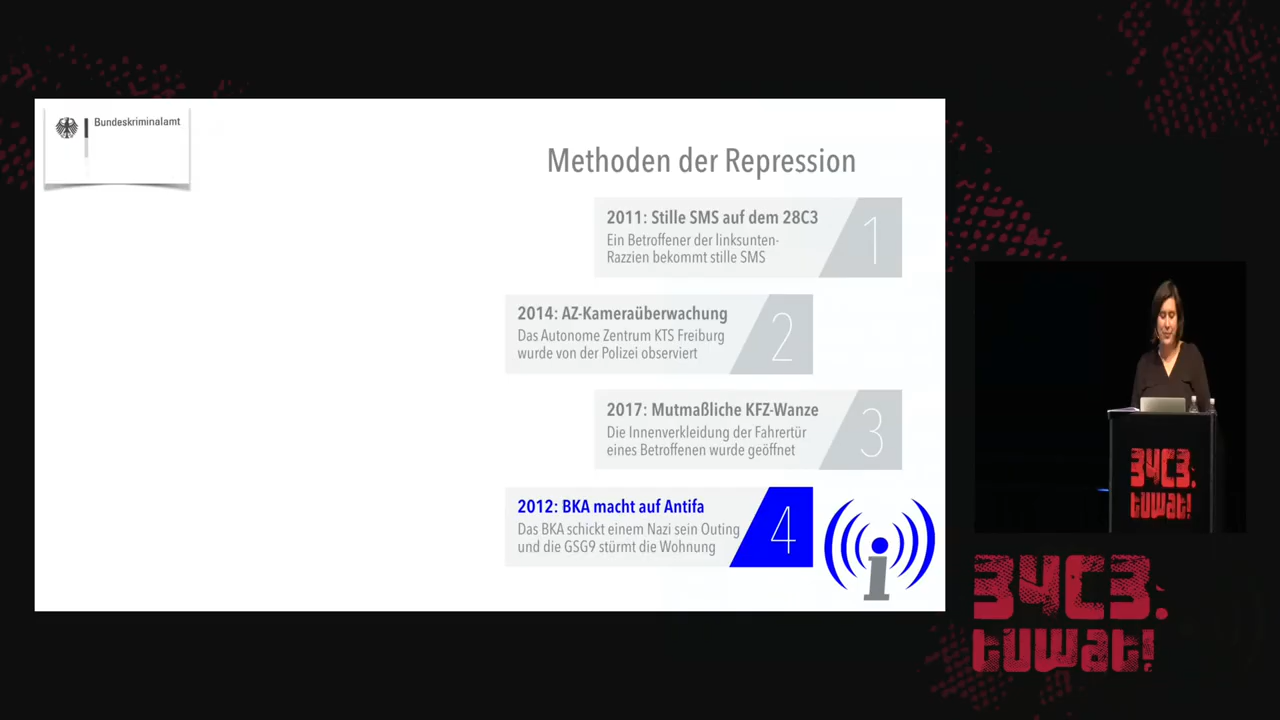 Bundeskriminalamt
Methoden der Repression
2011: Stille SMS auf dem 28C3
Ein Betroffener der linksunten-
Razzien bekommt stille SMS
1
2014: AZ-Kameraüberwachung
Das Autonome Zentrum KTS Freiburg
wurde von der Polizei observiert
2
2017: Mutmaßliche KFZ-Wanze
Die Innenverkleidung der Fahrertür
eines Betroffenen wurde geöffnet
3
2012: BKA macht auf Antifa
Das BKA schickt einem Nazi sein Outing
und die GSG9 stürmt die Wohnung
4
i
34C3.
tuwat!
34C3.
tuwat!